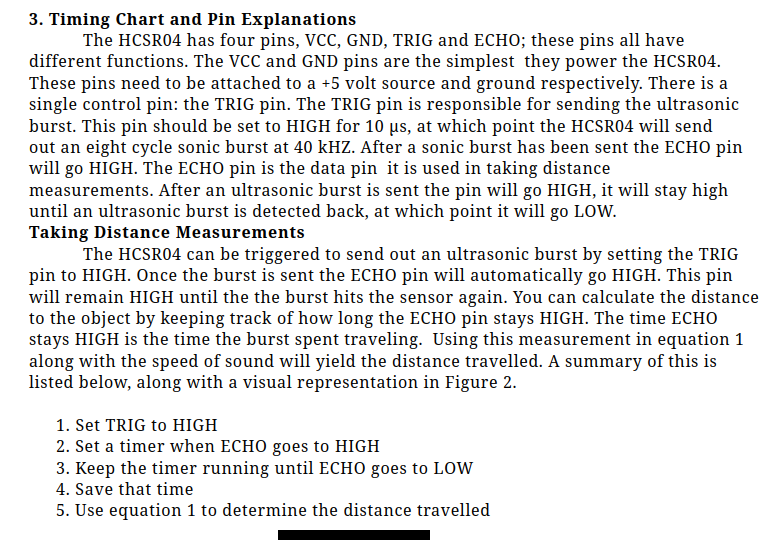 3. Timing Chart and Pin Explanations
The HCSR04 has four pins, VCC, GND, TRIG and ECHO; these pins all have
different functions. The VCC and GND pins are the simplest  they power the HCSR04.
These pins need to be attached to a +5 volt source and ground respectively. There is a
single control pin: the TRIG pin. The TRIG pin is responsible for sending the ultrasonic
burst. This pin should be set to HIGH for 10 μs, at which point the HCSR04 will send
out an eight cycle sonic burst at 40 kHZ. After a sonic burst has been sent the ECHO pin
will go HIGH. The ECHO pin is the data pin  it is used in taking distance
measurements. After an ultrasonic burst is sent the pin will go HIGH, it will stay high
until an ultrasonic burst is detected back, at which point it will go LOW.
Taking Distance Measurements
The HCSR04 can be triggered to send out an ultrasonic burst by setting the TRIG
pin to HIGH. Once the burst is sent the ECHO pin will automatically go HIGH. This pin
will remain HIGH until the the burst hits the sensor again. You can calculate the distance
to the object by keeping track of how long the ECHO pin stays HIGH. The time ECHO
stays HIGH is the time the burst spent traveling.  Using this measurement in equation 1
along with the speed of sound will yield the distance travelled. A summary of this is
listed below, along with a visual representation in Figure 2.
1. Set TRIG to HIGH
2. Set a timer when ECHO goes to HIGH
3. Keep the timer running until ECHO goes to LOW
4. Save that time
5. Use equation 1 to determine the distance travelled